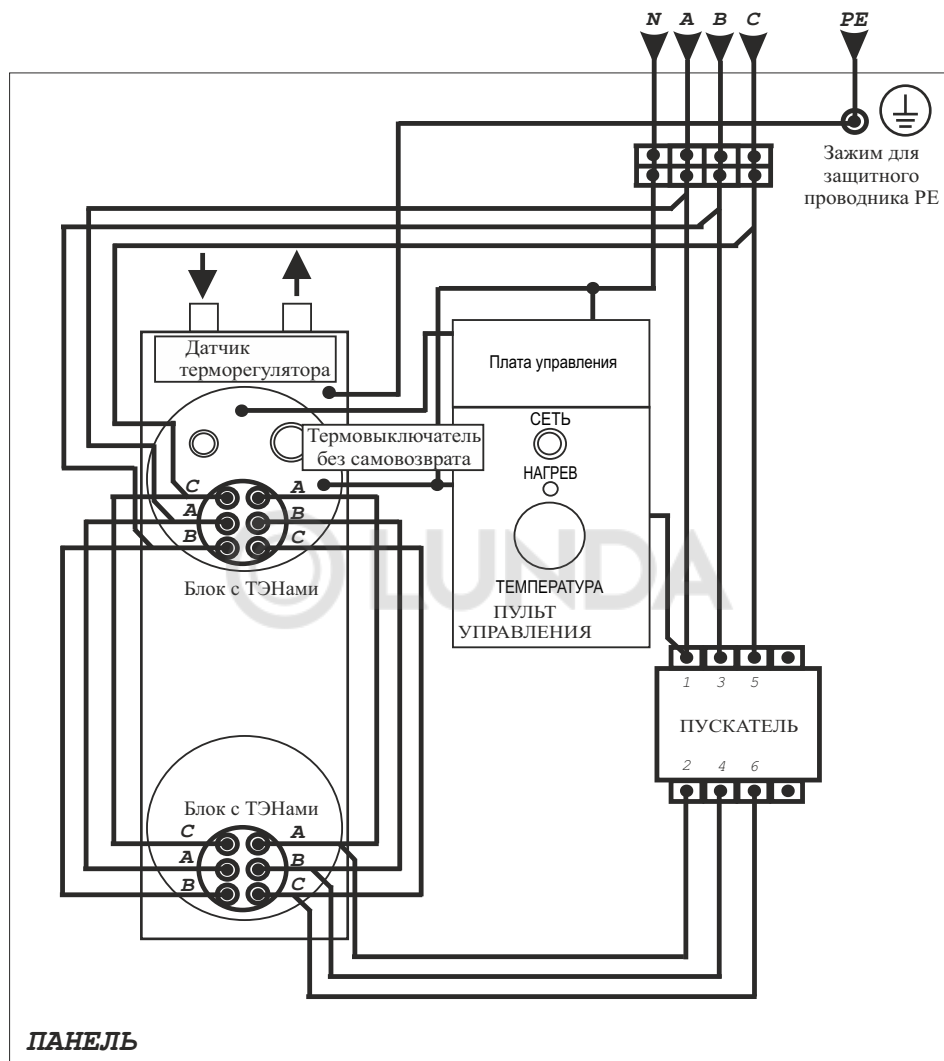 N A B C PE
Зажим для
защитного
проводника PE
Датчик
терморегулятора
Плата управления
СЕТЬ
Термовыключатель
без самовозврата
НАГРЕВ
C A
A B
B C
LUNDA
Блок с ТЭНами
ТЕМПЕРАТУРА
ПУЛЬТ
УПРАВЛЕНИЯ
1 3 5
ПУСКАТЕЛЬ
2 4 6
Блок с ТЭНами
C A
A B
B C
ПАНЕЛЬ